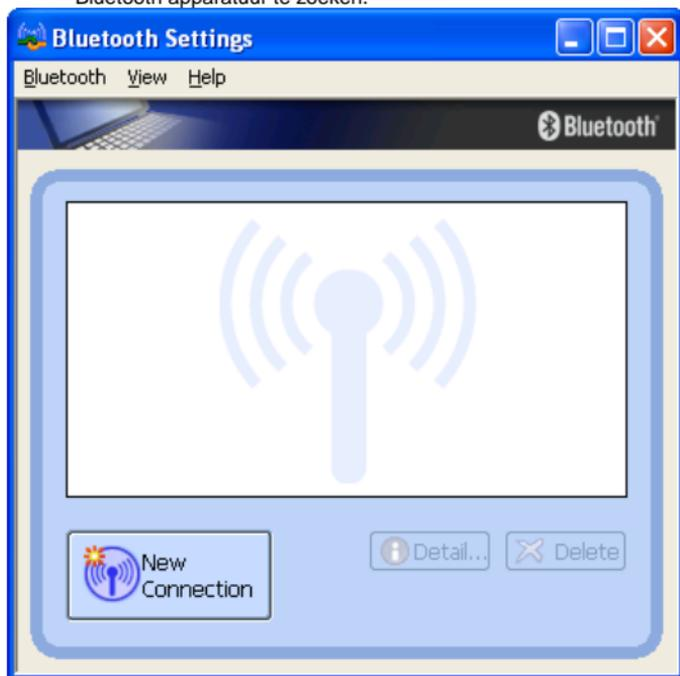 Bluetooth apparatuur te zoeken.
Bluetooth Settings
Bluetooth View Help
Bluetooth®
New
Connection
Detail...
Delete